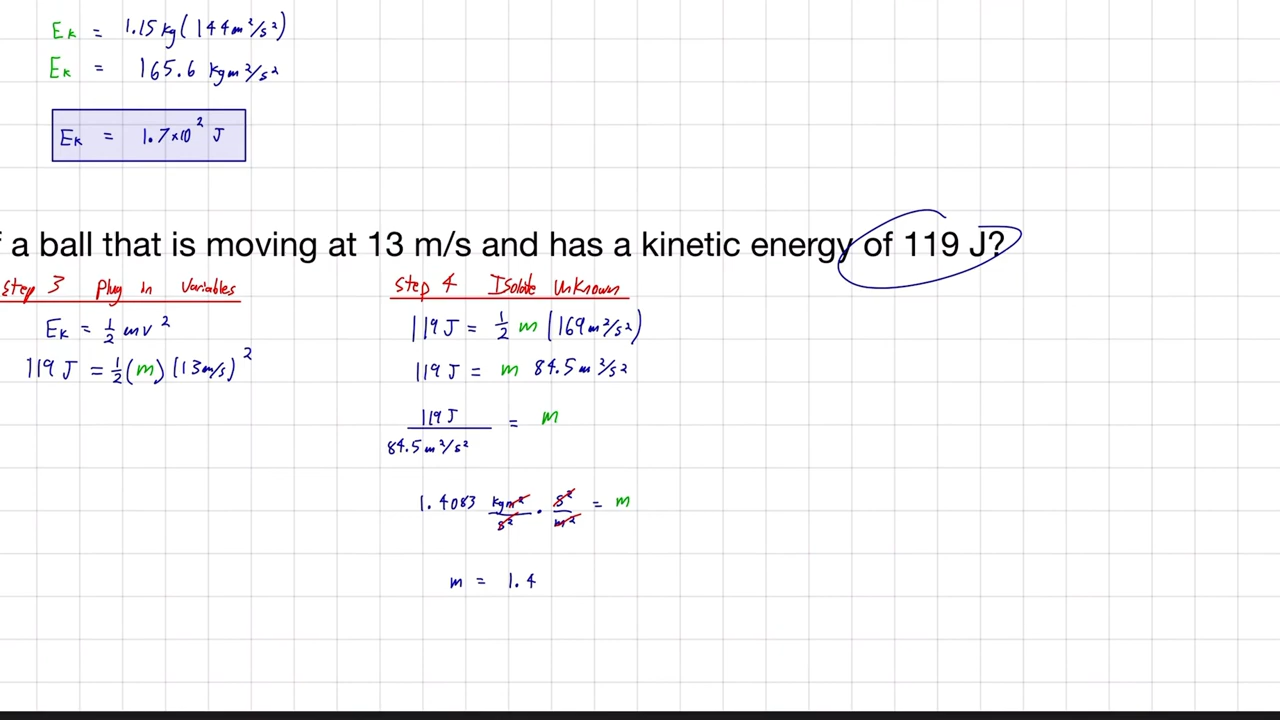 Eₖ = 1.15 kg (144 m²/s²)
Eₖ = 165.6 kgm²/s²
Eₖ = 1.7×10² J
f a ball that is moving at 13 m/s and has a kinetic energy of 119 J?
Step 3 Plug in Variables
Eₖ = ½ mv²
119 J = ½ (m) (13 m/s)²
Step 4 Isolate Unknown
119 J = ½ m (169 m²/s²)
119 J = m 84.5 m²/s²
119 J / 84.5 m²/s² = m
1.4083 kgm²/s² · s²/m² = m
m = 1.4